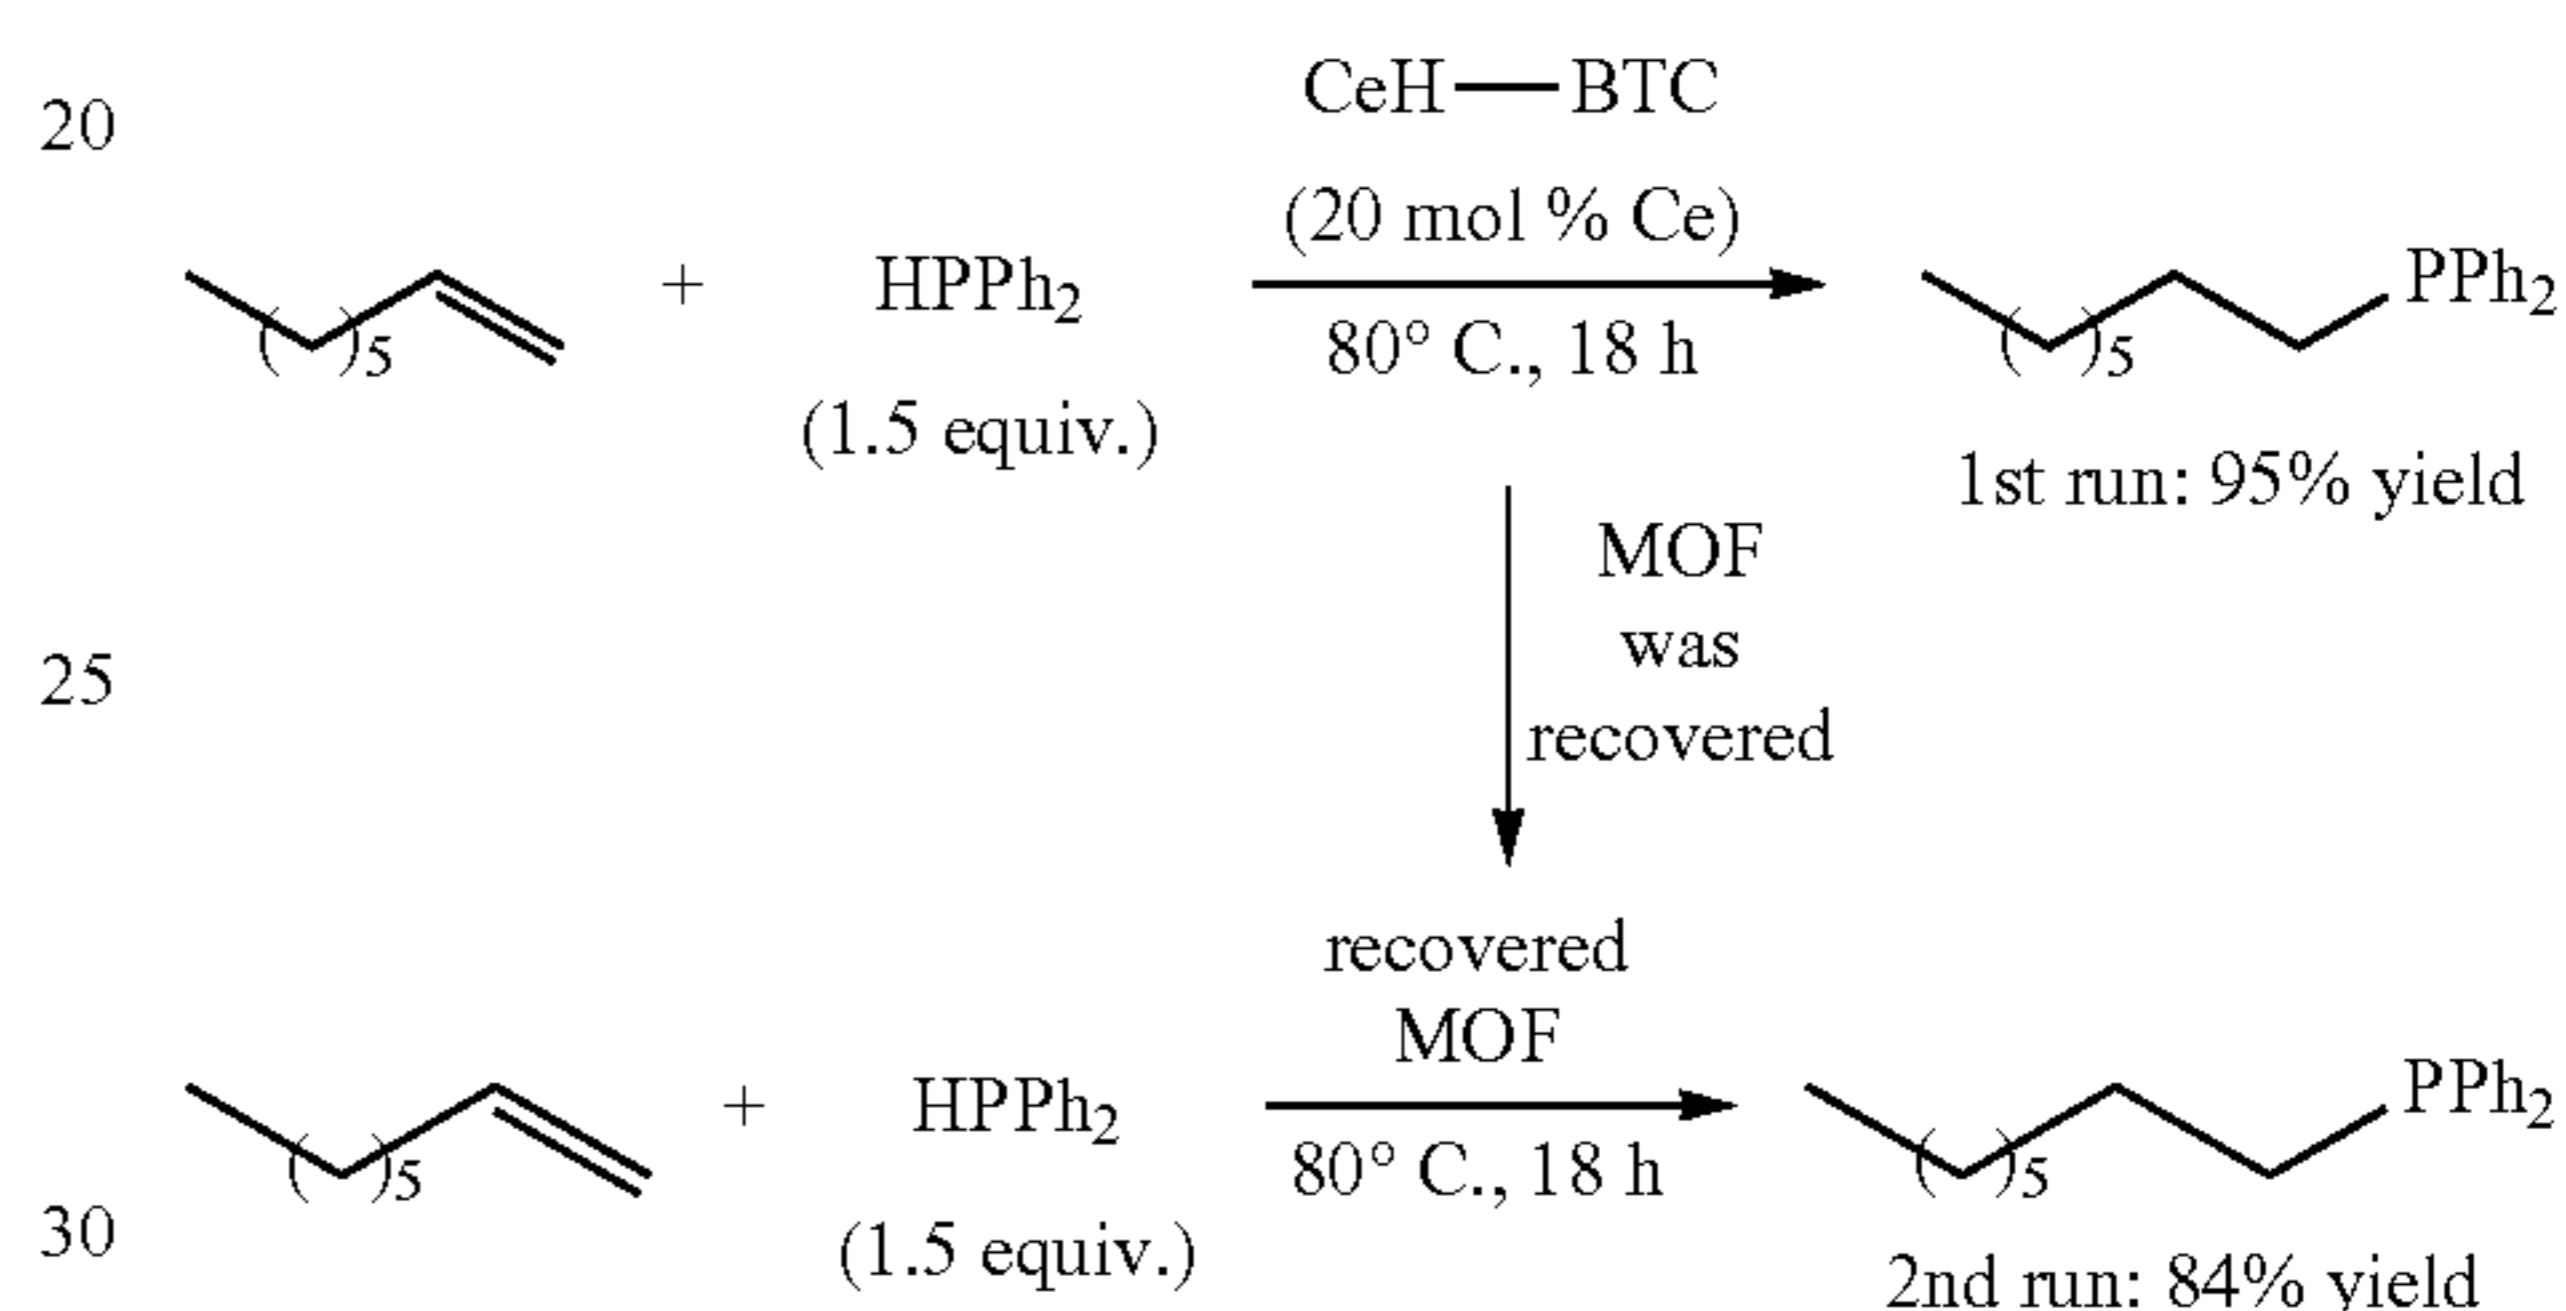 20
CeH—BTC
(20 mol % Ce)
( )5 + HPPh2 PPh2
80° C., 18 h ( )5
(1.5 equiv.)
1st run: 95% yield
MOF
was
recovered
25
recovered
MOF
( )5 + HPPh2 PPh2
80° C., 18 h ( )5
30
(1.5 equiv.)
2nd run: 84% yield